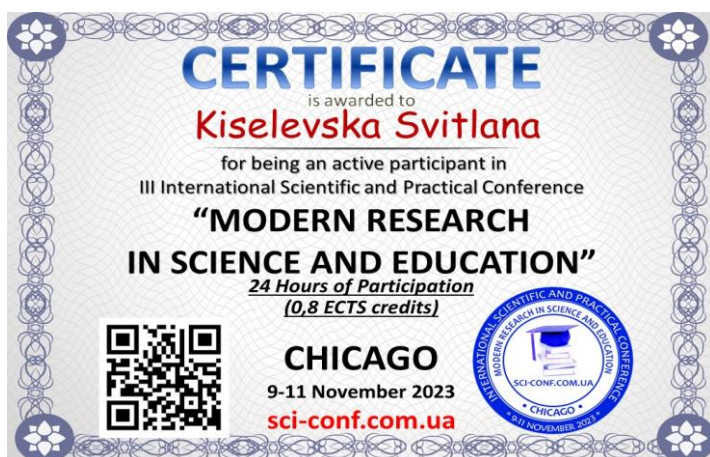 CERTIFICATE
is awarded to
Kiselevska Svitlana
for being an active participant in
III International Scientific and Practical Conference
“MODERN RESEARCH
IN SCIENCE AND EDUCATION”
24 Hours of Participation
(0,8 ECTS credits)
CHICAGO
9-11 November 2023
sci-conf.com.ua
INTERNATIONAL SCIENTIFIC AND PRACTICAL CONFERENCE
MODERN RESEARCH IN SCIENCE AND EDUCATION
SCI-CONF.COM.UA
• CHICAGO •
• 9-11 NOVEMBER 2023 •